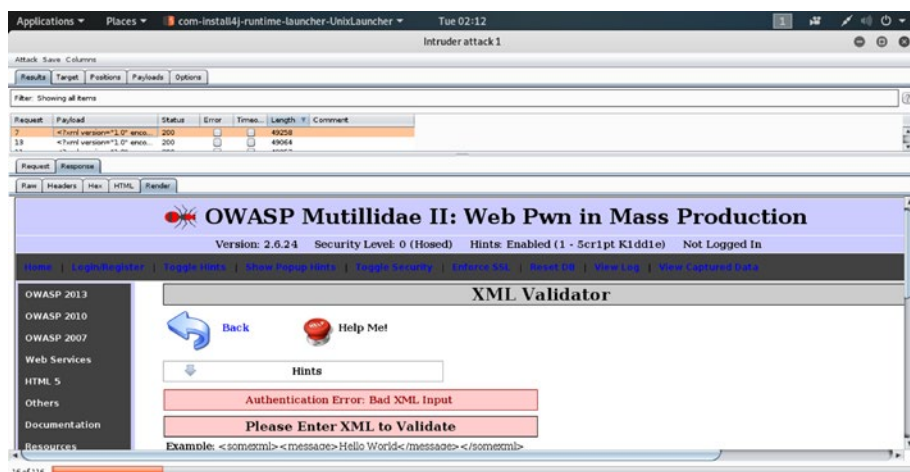 Applications ▾ Places ▾ com-install4j-runtime-launcher-UnixLauncher ▾ Tue 02:12 1
Intruder attack 1
Attack Save Columns
Results Target Positions Payloads Options
Filter: Showing all items
Request Payload Status Error Timeo... Length ▼ Comment
7 <?xml version="1.0" enco... 200 49258
13 <?xml version="1.0" enco... 200 49064
Request Response
Raw Headers Hex HTML Render
OWASP Mutillidae II: Web Pwn in Mass Production
Version: 2.6.24 Security Level: 0 (Hosed) Hints: Enabled (1 - 5cr1pt K1dd1e) Not Logged In
Home | Login/Register | Toggle Hints | Show Popup Hints | Toggle Security | Enforce SSL | Reset DB | View Log | View Captured Data
OWASP 2013
XML Validator
OWASP 2010
OWASP 2007
Back
Help Me!
Web Services
Hints
HTML 5
Others
Authentication Error: Bad XML Input
Documentation
Please Enter XML to Validate
Resources
Example: <somexml><message>Hello World</message></somexml>
16 of 116